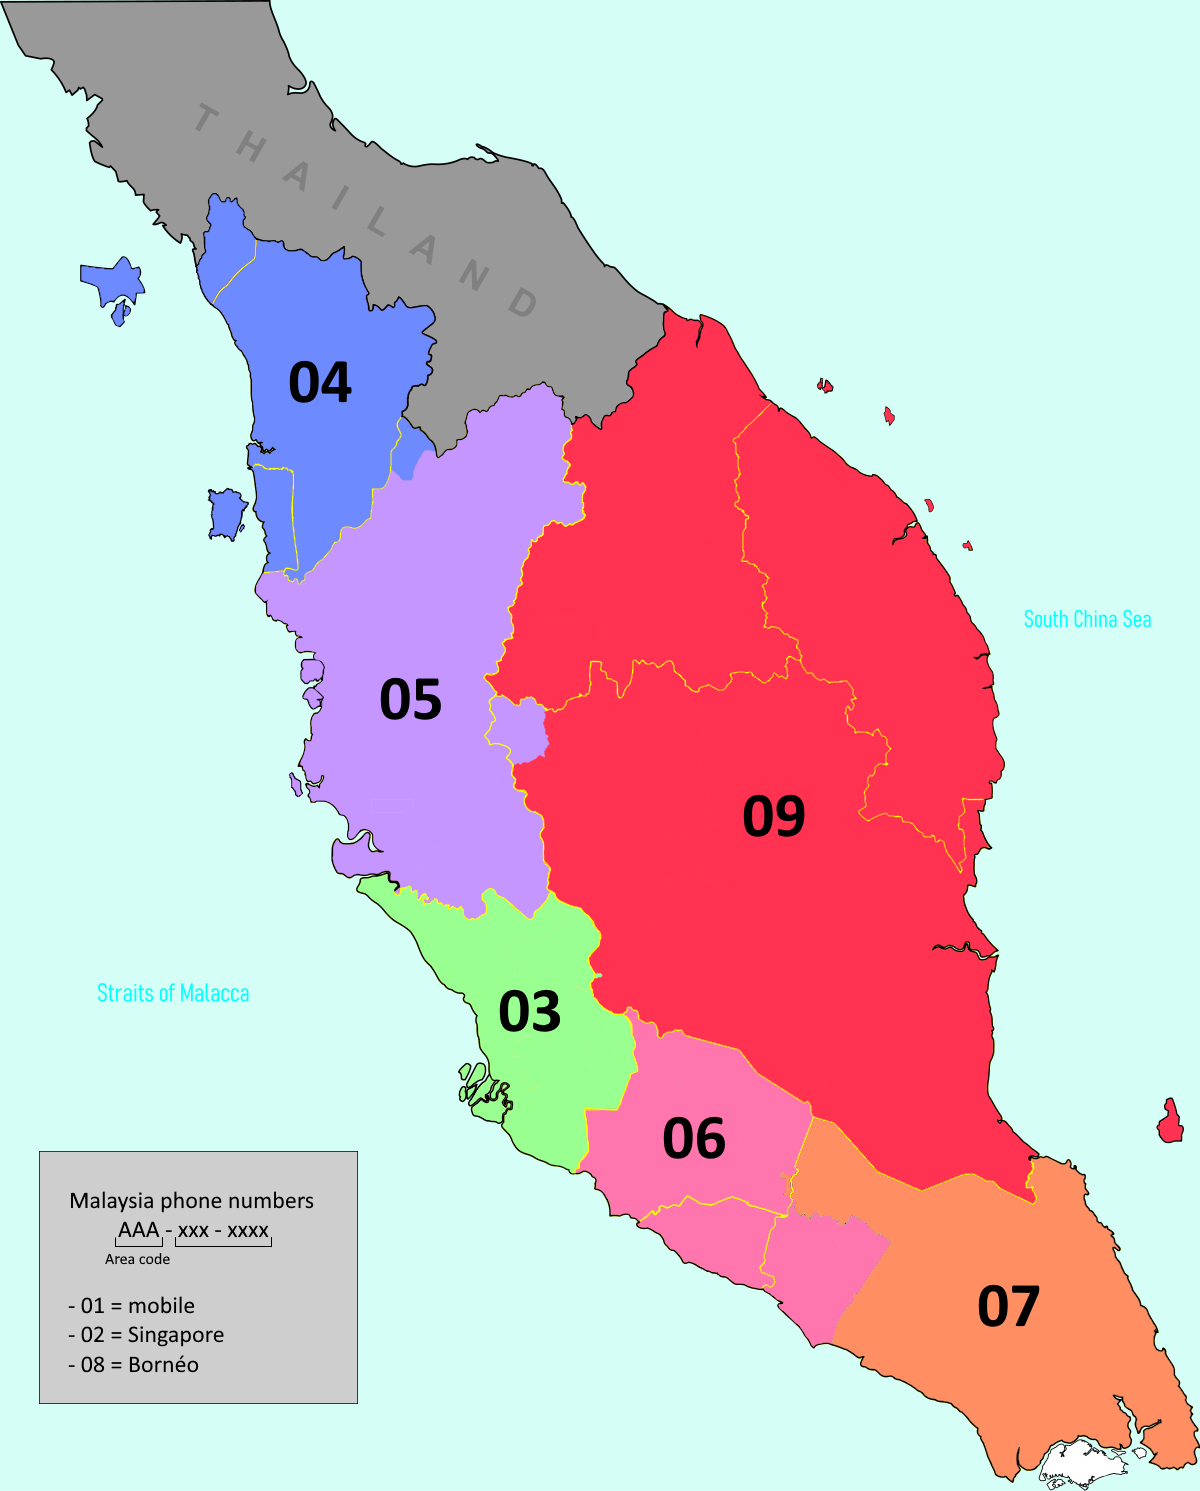 THAILAND
04
05
09
South China Sea
Straits of Malacca
03
06
07
Malaysia phone numbers
AAA - xxx - xxxx
Area code
- 01 = mobile
- 02 = Singapore
- 08 = Bornéo